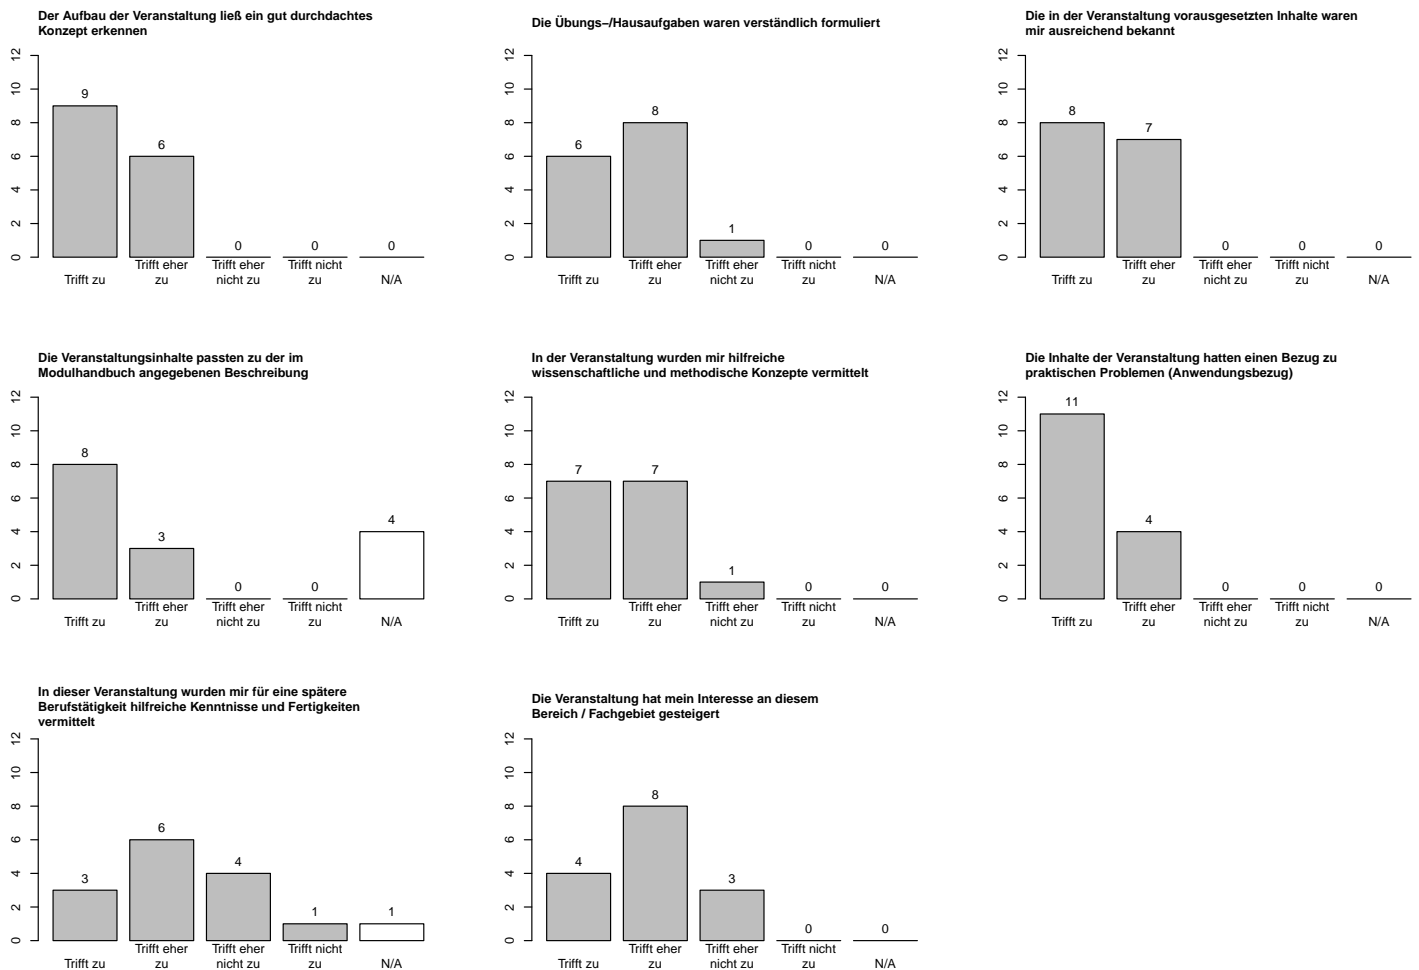 Der Aufbau der Veranstaltung ließ ein gut durchdachtes
Konzept erkennen
12
10
8
6
4
2
0
9
6
0
0
0
Trifft zu
Trifft eher
zu
Trifft eher
nicht zu
Trifft nicht
zu
N/A
Die Übungs–/Hausaufgaben waren verständlich formuliert
12
10
8
6
4
2
0
6
8
1
0
0
Trifft zu
Trifft eher
zu
Trifft eher
nicht zu
Trifft nicht
zu
N/A
Die in der Veranstaltung vorausgesetzten Inhalte waren
mir ausreichend bekannt
12
10
8
6
4
2
0
8
7
0
0
0
Trifft zu
Trifft eher
zu
Trifft eher
nicht zu
Trifft nicht
zu
N/A
Die Veranstaltungsinhalte passten zu der im
Modulhandbuch angegebenen Beschreibung
12
10
8
6
4
2
0
8
3
0
0
4
Trifft zu
Trifft eher
zu
Trifft eher
nicht zu
Trifft nicht
zu
N/A
In der Veranstaltung wurden mir hilfreiche
wissenschaftliche und methodische Konzepte vermittelt
12
10
8
6
4
2
0
7
7
1
0
0
Trifft zu
Trifft eher
zu
Trifft eher
nicht zu
Trifft nicht
zu
N/A
Die Inhalte der Veranstaltung hatten einen Bezug zu
praktischen Problemen (Anwendungsbezug)
12
10
8
6
4
2
0
11
4
0
0
0
Trifft zu
Trifft eher
zu
Trifft eher
nicht zu
Trifft nicht
zu
N/A
In dieser Veranstaltung wurden mir für eine spätere
Berufstätigkeit hilfreiche Kenntnisse und Fertigkeiten
vermittelt
12
10
8
6
4
2
0
3
6
4
1
1
Trifft zu
Trifft eher
zu
Trifft eher
nicht zu
Trifft nicht
zu
N/A
Die Veranstaltung hat mein Interesse an diesem
Bereich / Fachgebiet gesteigert
12
10
8
6
4
2
0
4
8
3
0
0
Trifft zu
Trifft eher
zu
Trifft eher
nicht zu
Trifft nicht
zu
N/A